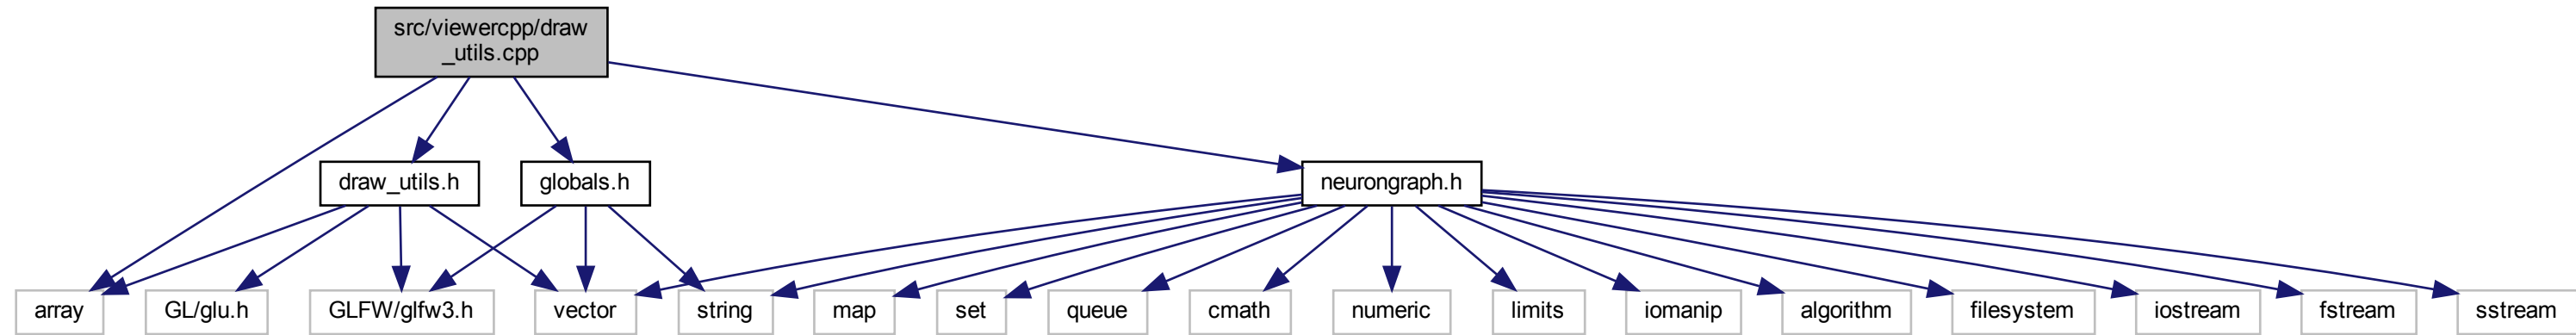 src/viewercpp/draw
_utils.cpp
draw_utils.h
globals.h
neurongraph.h
array
GL/glu.h
GLFW/glfw3.h
vector
string
map
set
queue
cmath
numeric
limits
iomanip
algorithm
filesystem
iostream
fstream
sstream